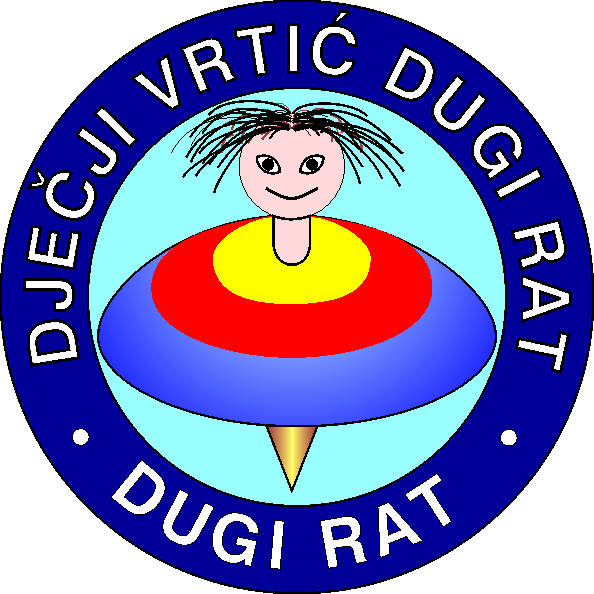 DJEČJI VRTIĆ DUGI RAT
• DUGI RAT •